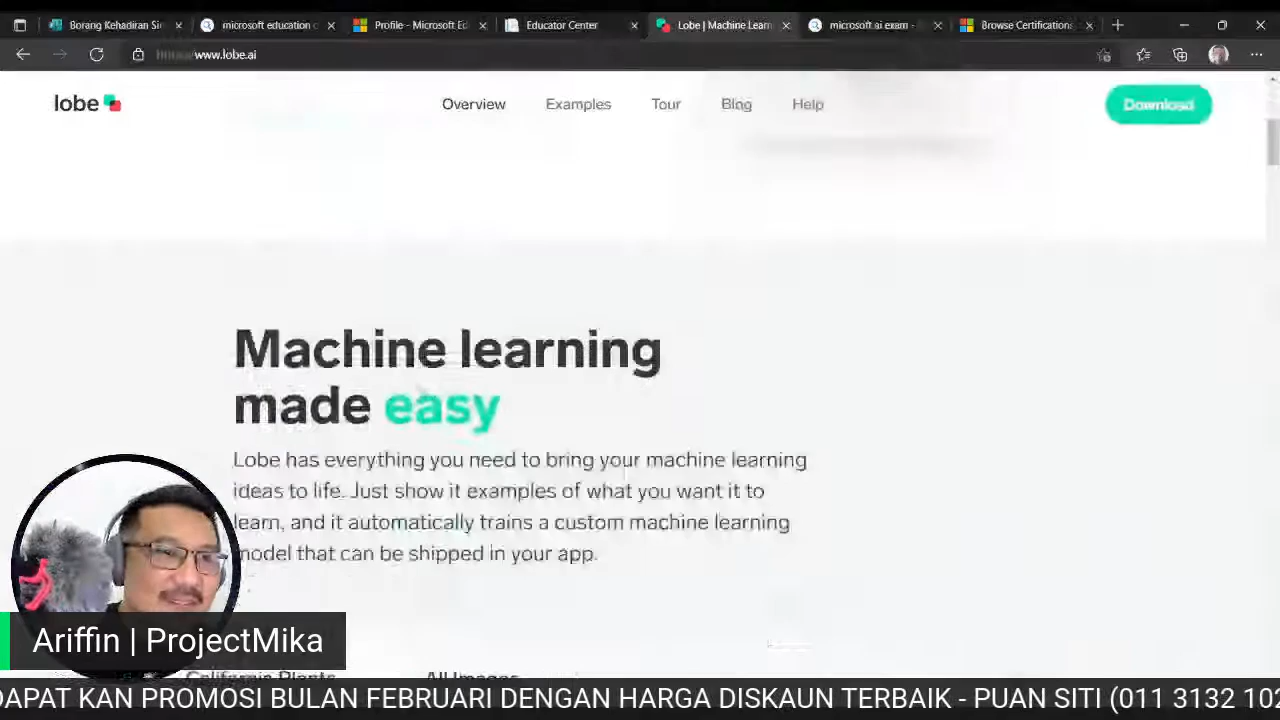 Borang Kehadiran Si
microsoft education c
Profile - Microsoft Ed
Educator Center
Lobe | Machine Learn
microsoft ai exam -
Browse Certifications
www.lobe.ai
lobe
Overview
Examples
Tour
Blog
Help
Download
Machine learning
made easy
Lobe has everything you need to bring your machine learning
ideas to life. Just show it examples of what you want it to
learn, and it automatically trains a custom machine learning
model that can be shipped in your app.
California Plants
All Images
Ariffin | ProjectMika
DAPAT KAN PROMOSI BULAN FEBRUARI DENGAN HARGA DISKAUN TERBAIK - PUAN SITI (011 3132 102